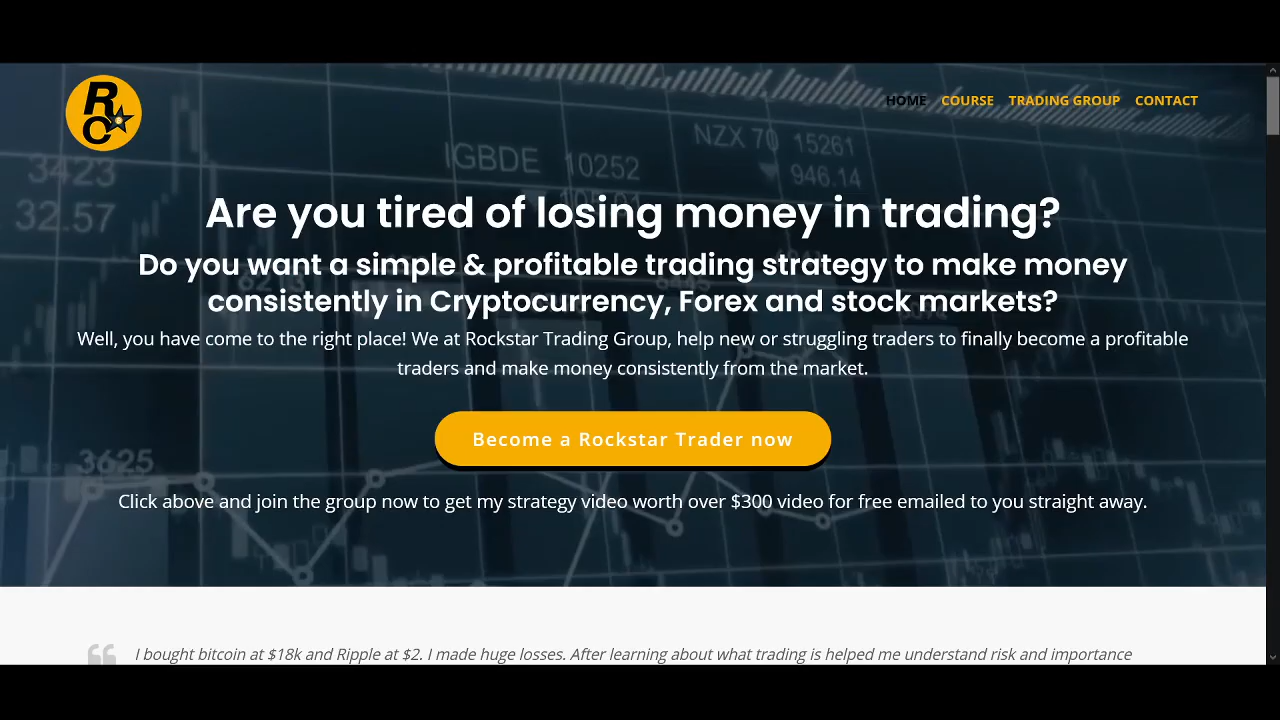 R
C
HOME COURSE TRADING GROUP CONTACT
NZX 70 15261
946.14
IGBDE 10252
3423
32.57
Are you tired of losing money in trading?
Do you want a simple & profitable trading strategy to make money
consistently in Cryptocurrency, Forex and stock markets?
Well, you have come to the right place! We at Rockstar Trading Group, help new or struggling traders to finally become a profitable
traders and make money consistently from the market.
Become a Rockstar Trader now
3625
Click above and join the group now to get my strategy video worth over $300 video for free emailed to you straight away.
I bought bitcoin at $18k and Ripple at $2. I made huge losses. After learning about what trading is helped me understand risk and importance